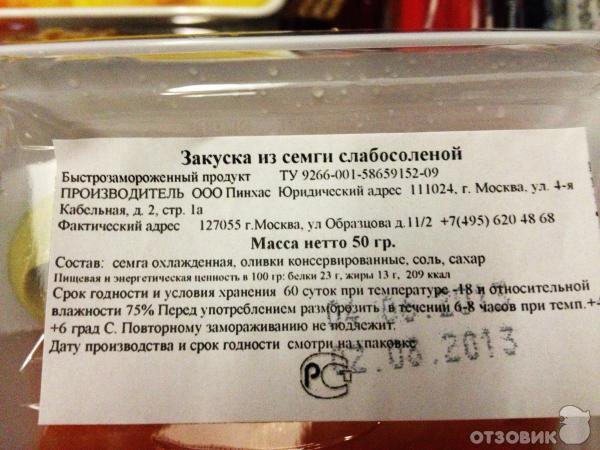 Закуска из семги слабосоленой
Быстрозамороженный продукт ТУ 9266-001-58659152-09
ПРОИЗВОДИТЕЛЬ ООО Пинхас Юридический адрес 111024, г. Москва, ул. 4-я
Кабельная, д. 2, стр. 1а
Фактический адрес 127055 г.Москва, ул Образцова д.11/2 +7(495) 620 48 68
Масса нетто 50 гр.
Состав: семга охлажденная, оливки консервированные, соль, сахар
Пищевая и энергетическая ценность в 100 гр: белки 23 г, жиры 13 г, 209 ккал
Срок годности и условия хранения 60 суток при температуре -18 и относительной
влажности 75% Перед употреблением разморозить в течений 6-8 часов при темп.+4
+6 град С. Повторному замораживанию не подлежит.
Дату производства и срок годности смотри на упаковке
02.08.2013
РС
ОТЗОВИК